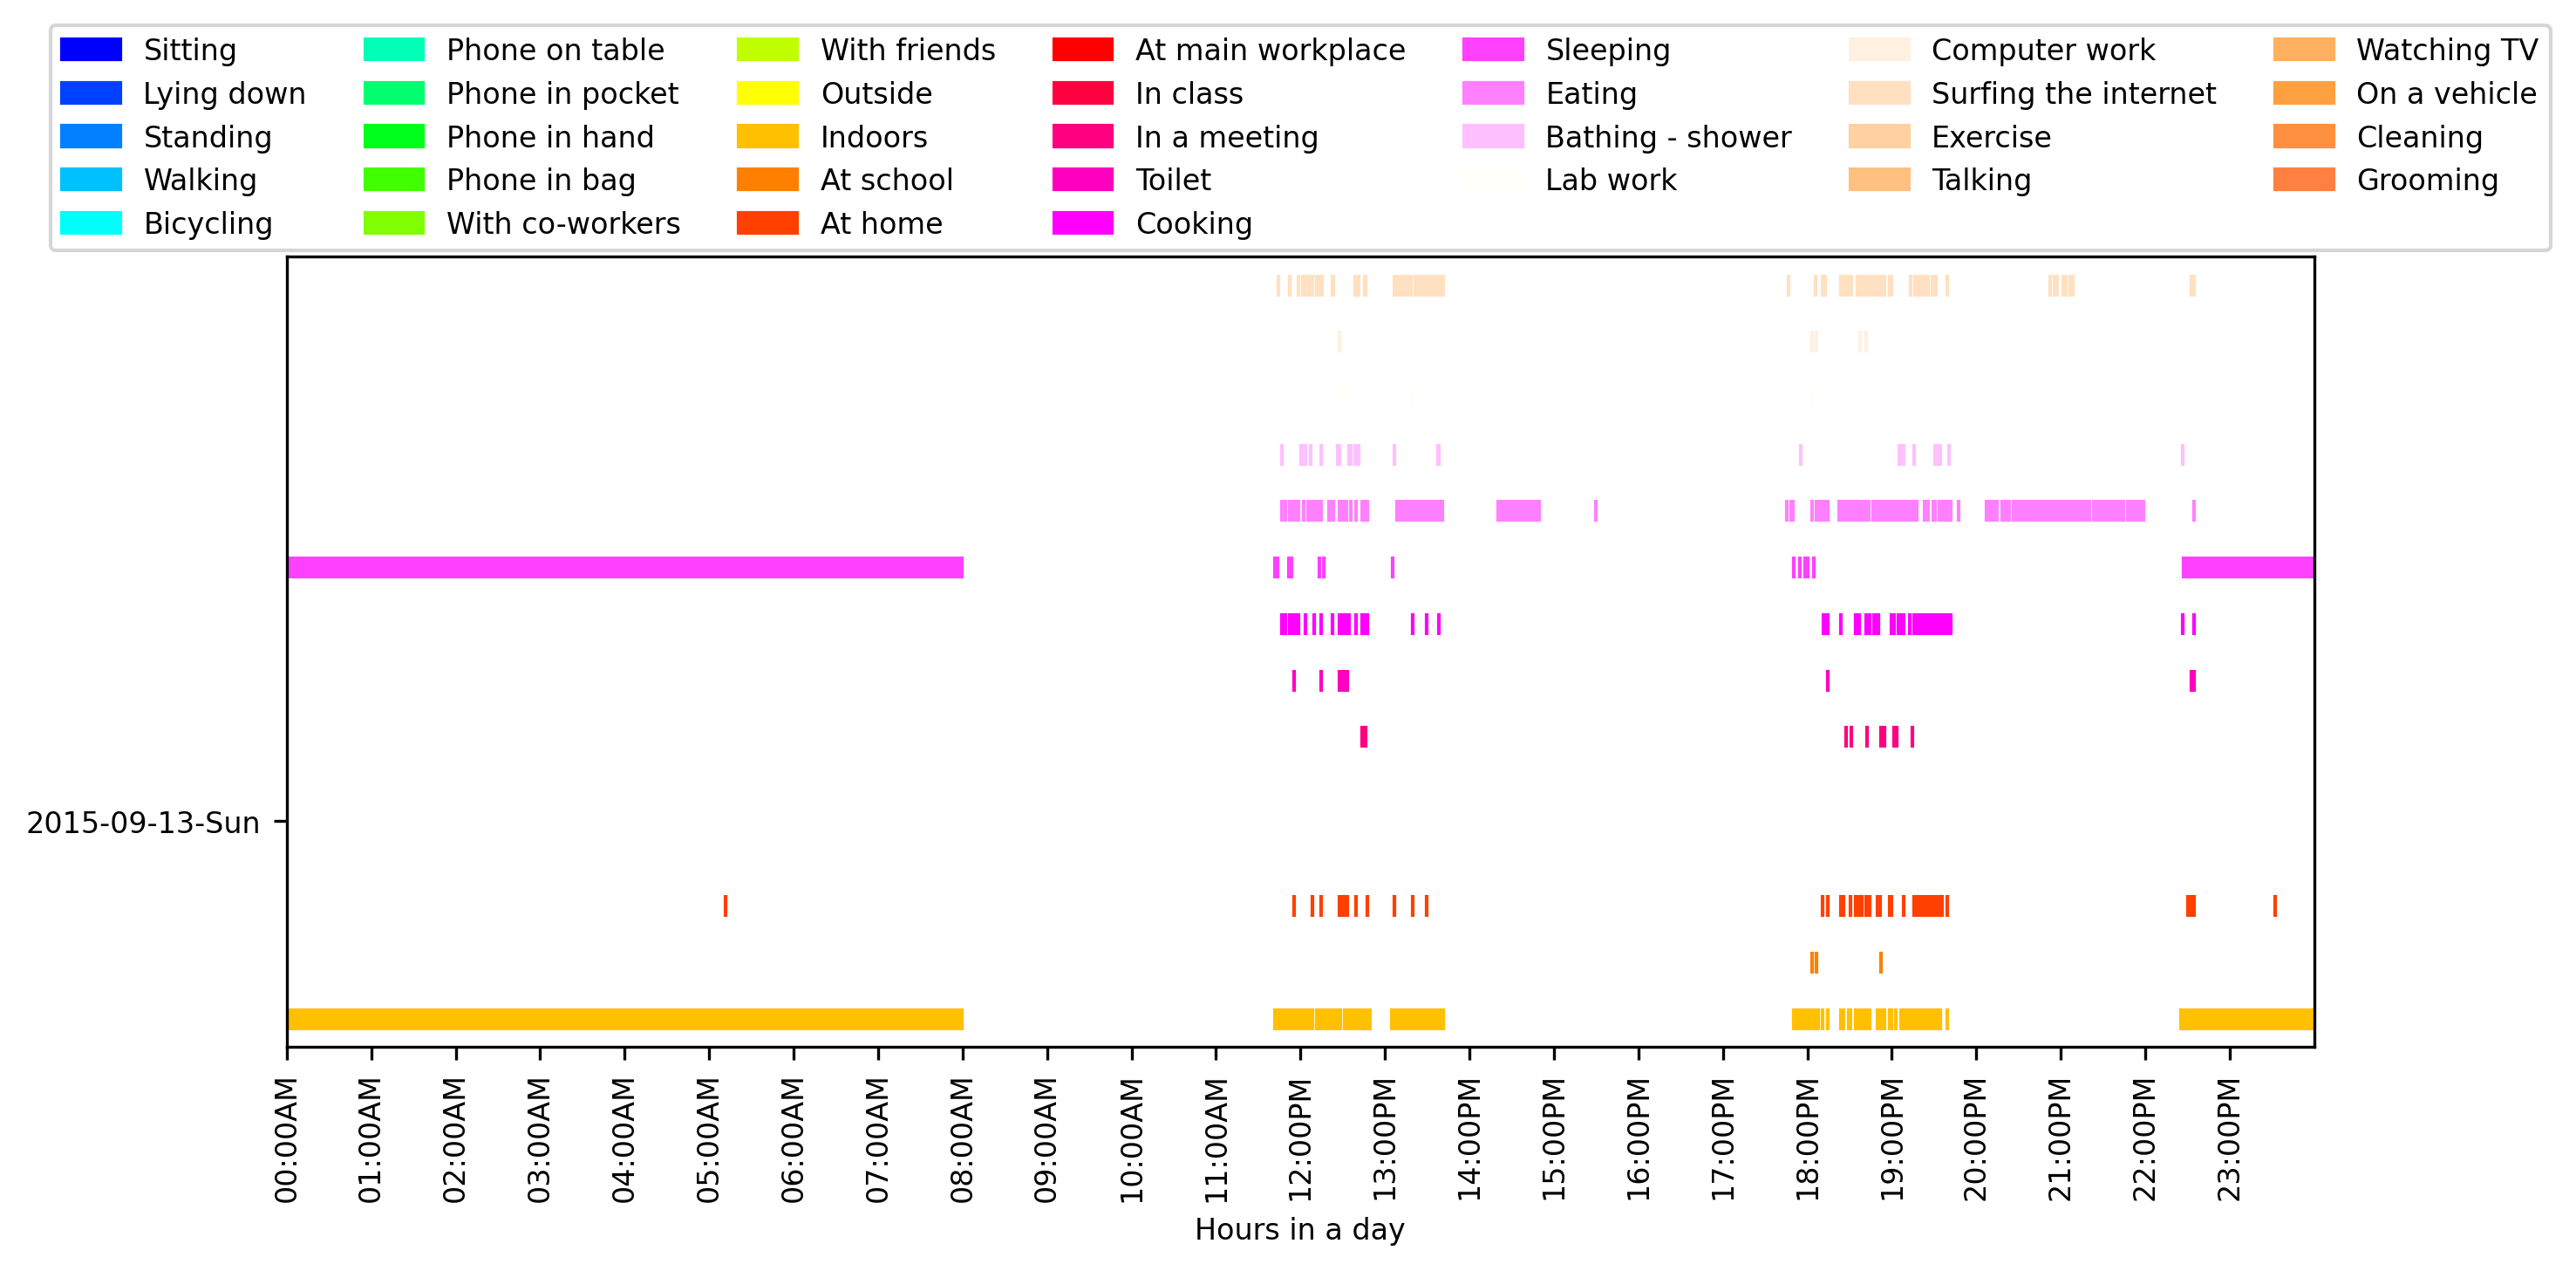 Sitting
Lying down
Standing
Walking
Bicycling
Phone on table
Phone in pocket
Phone in hand
Phone in bag
With co-workers
With friends
Outside
Indoors
At school
At home
At main workplace
In class
In a meeting
Toilet
Cooking
Sleeping
Eating
Bathing - shower
Lab work
Computer work
Surfing the internet
Exercise
Talking
Watching TV
On a vehicle
Cleaning
Grooming
2015-09-13-Sun
00:00AM
01:00AM
02:00AM
03:00AM
04:00AM
05:00AM
06:00AM
07:00AM
08:00AM
09:00AM
10:00AM
11:00AM
12:00PM
13:00PM
14:00PM
15:00PM
16:00PM
17:00PM
18:00PM
19:00PM
20:00PM
21:00PM
22:00PM
23:00PM
Hours in a day